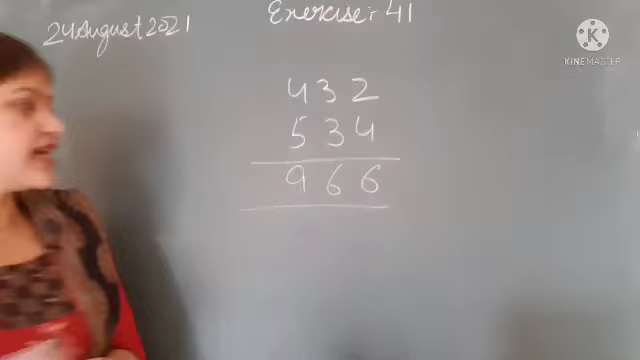 24 August 2021
Exercise:- 41
K
KINEMASTER
432
534
966